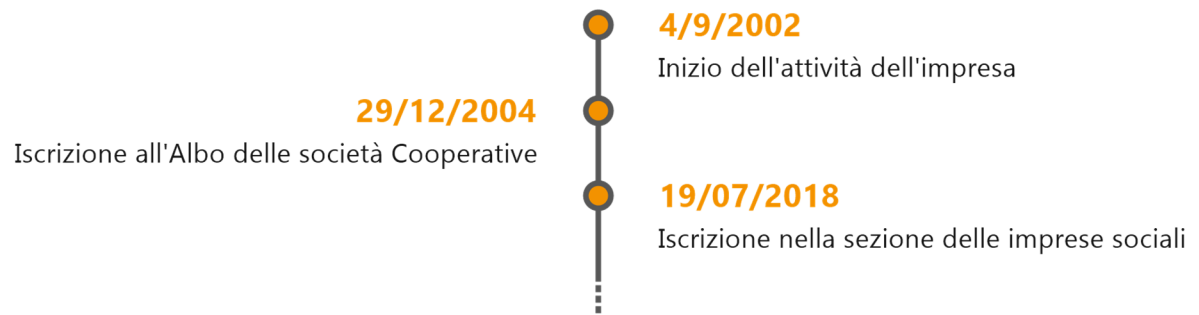 4/9/2002
Inizio dell'attività dell'impresa
29/12/2004
Iscrizione all'Albo delle società Cooperative
19/07/2018
Iscrizione nella sezione delle imprese sociali